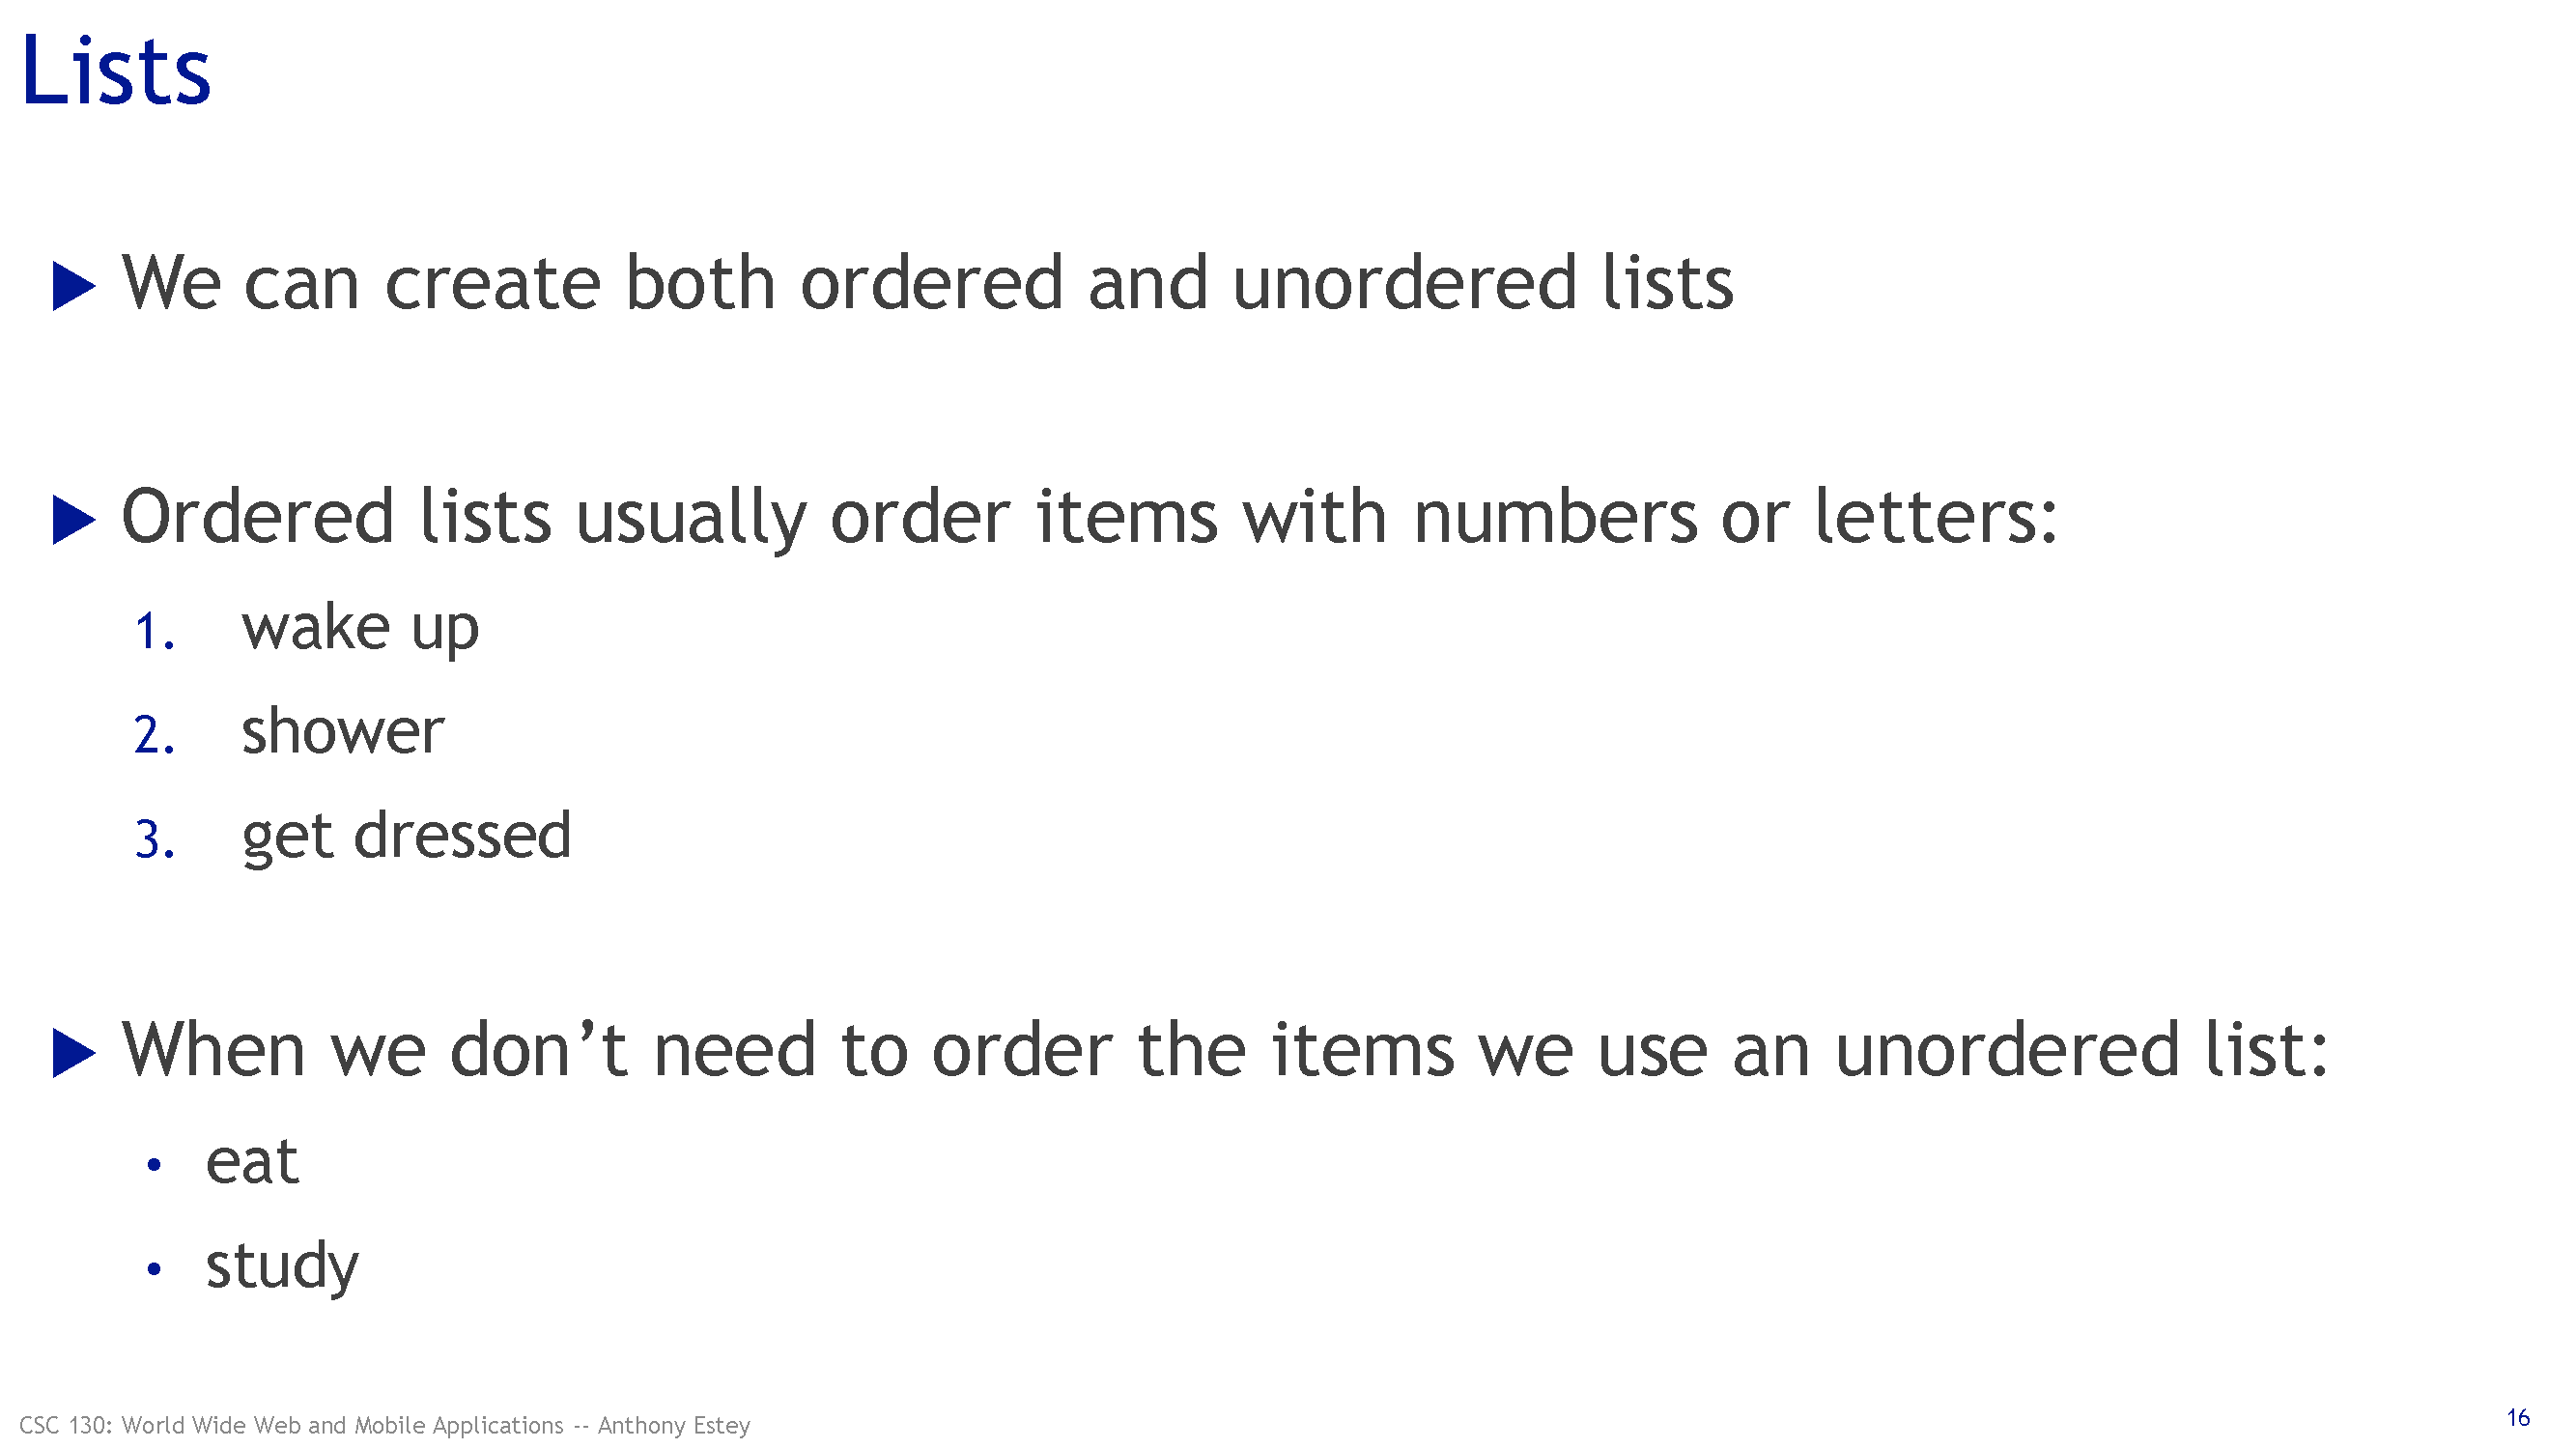 Lists
▶ We can create both ordered and unordered lists
▶ Ordered lists usually order items with numbers or letters:
1. wake up
2. shower
3. get dressed
▶ When we don’t need to order the items we use an unordered list:
• eat
• study
CSC 130: World Wide Web and Mobile Applications -- Anthony Estey
16